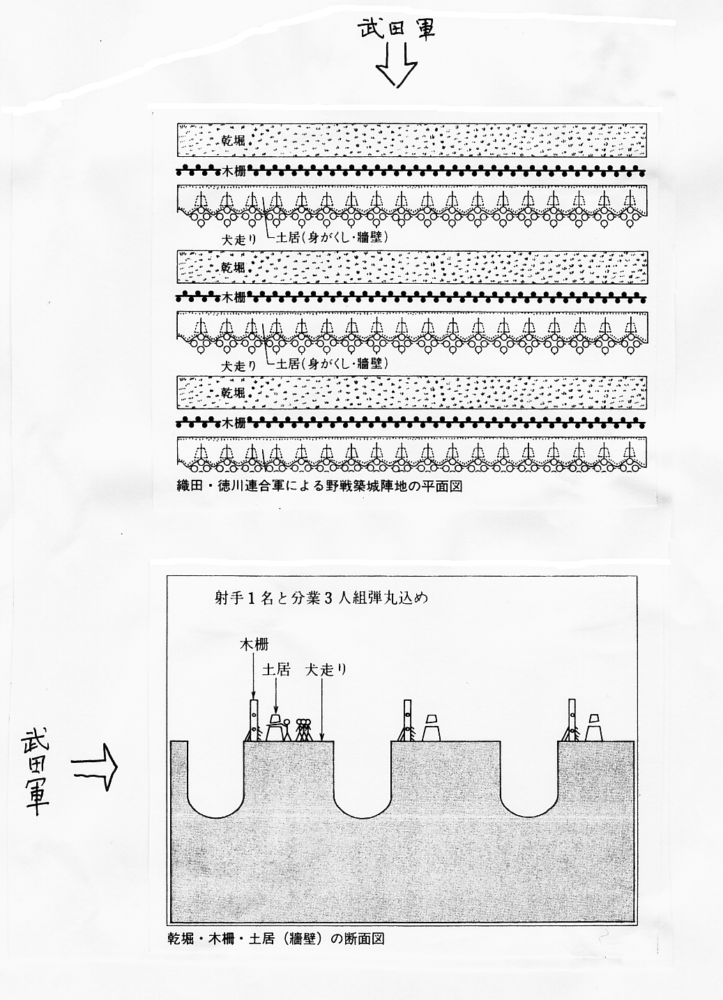 武田軍
乾堀
木柵
犬走り 土居(身がくし・牆壁)
乾堀
木柵
犬走り 土居(身がくし・牆壁)
乾堀
木柵
織田・徳川連合軍による野戦築城陣地の平面図
射手1名と分業3人組弾丸込め
木柵
土居 犬走り
武田軍
乾堀・木柵・土居(牆壁)の断面図